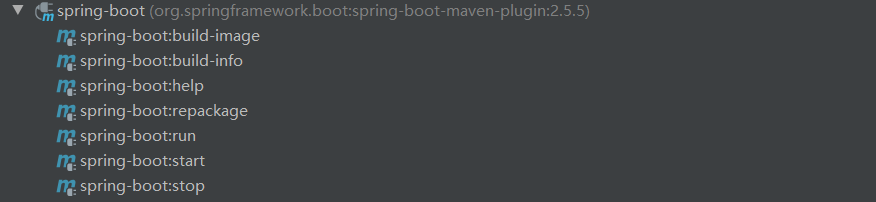 spring-boot (org.springframework.boot:spring-boot-maven-plugin:2.5.5)
spring-boot:build-image
spring-boot:build-info
spring-boot:help
spring-boot:repackage
spring-boot:run
spring-boot:start
spring-boot:stop